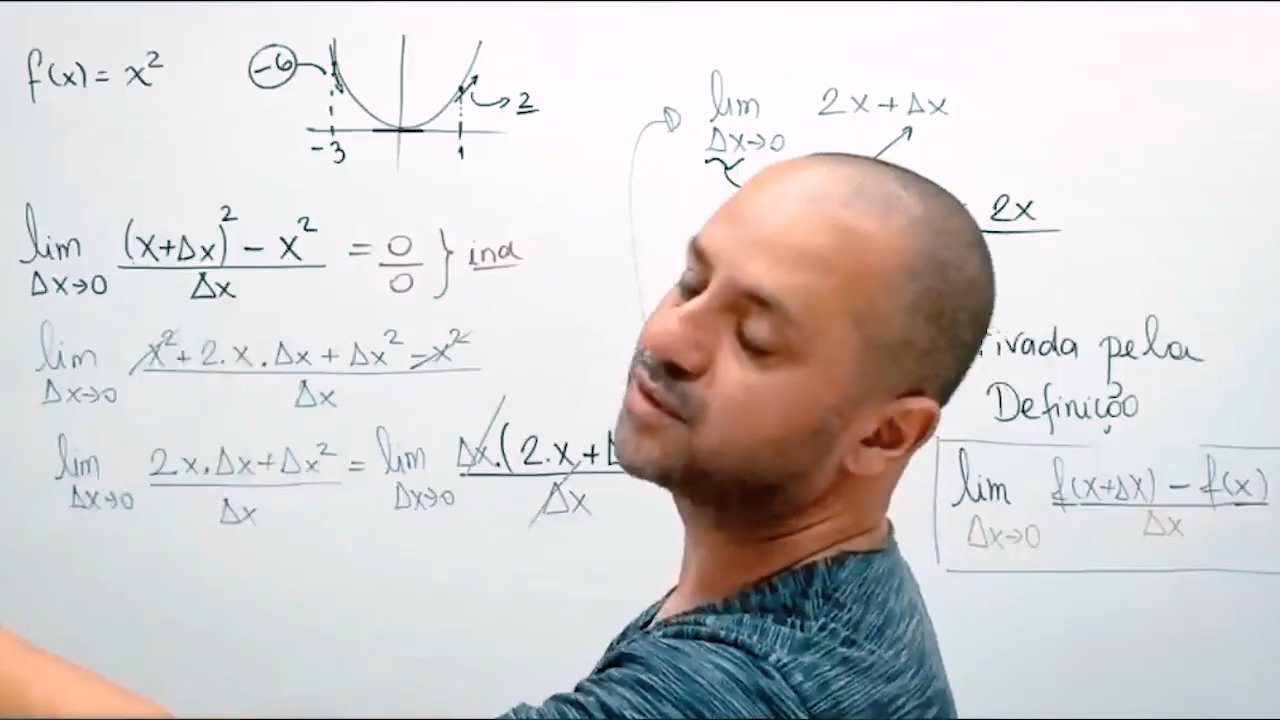 f(x) = x²
-6
2
-3
1
lim Δx→0 ((x+Δx)² - x²)/Δx = 0/0 } ind
lim Δx→0 (x² + 2.x.Δx + Δx² - x²)/Δx
lim Δx→0 (2x.Δx+Δx²)/Δx = lim Δx→0 Δx.(2.x+
Δx
lim Δx→0 2x+Δx
2x
pela
Definição
lim Δx→0 (f(x+Δx) - f(x))/Δx